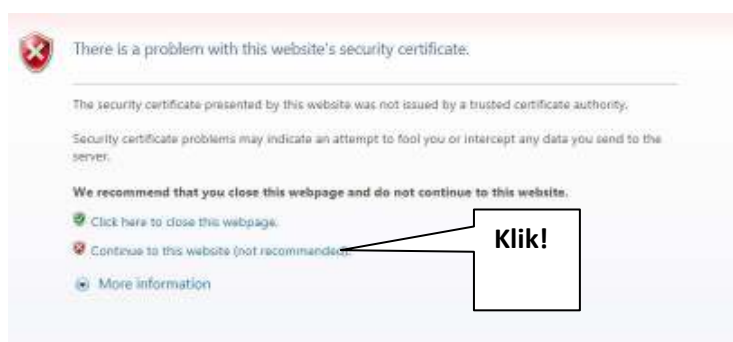 There is a problem with this website's security certificate.
The security certificate presented by this website was not issued by a trusted certificate authority.
Security certificate problems may indicate an attempt to fool you or intercept any data you send to the
server.
We recommend that you close this webpage and do not continue to this website.
Click here to close this webpage.
Continue to this website (not recommended).
Klik!
More information